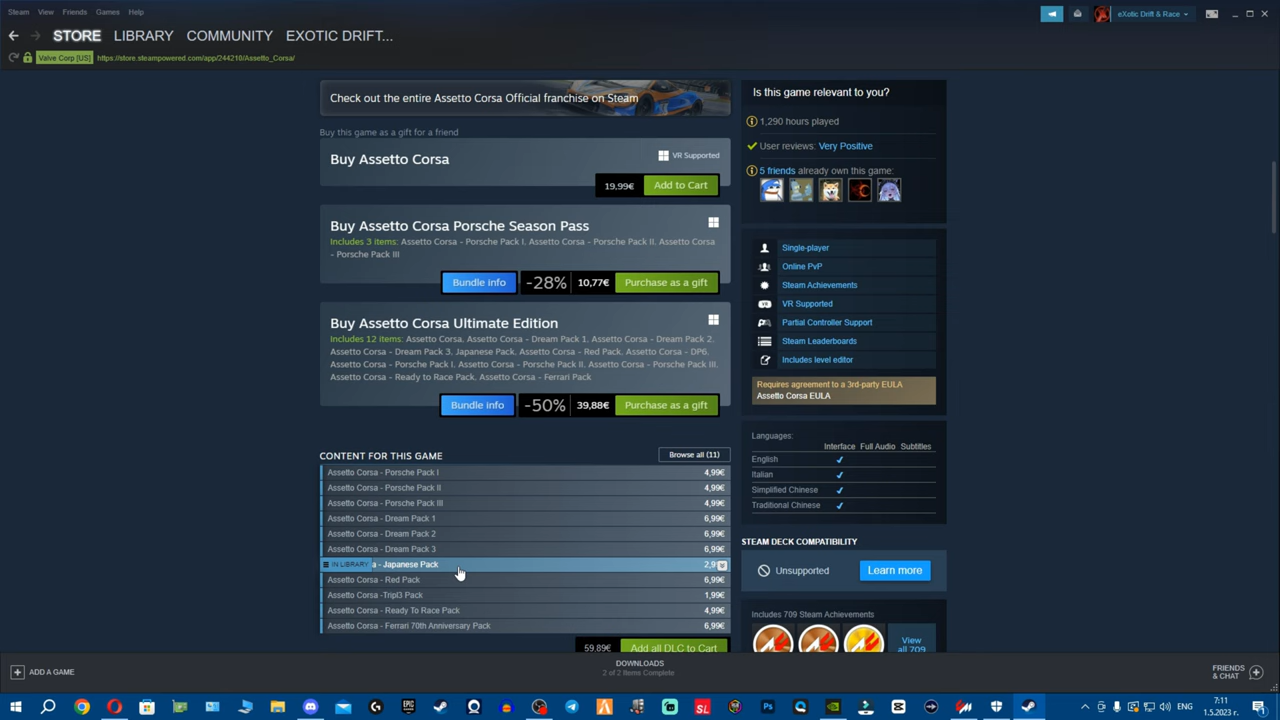 Steam View Friends Games Help
eXotic Drift & Race
STORE LIBRARY COMMUNITY EXOTIC DRIFT...
Valve Corp [US] https://store.steampowered.com/app/244210/Assetto_Corsa/
Check out the entire Assetto Corsa Official franchise on Steam
Buy this game as a gift for a friend
Buy Assetto Corsa
VR Supported
19,99€ Add to Cart
Buy Assetto Corsa Porsche Season Pass
Includes 3 items: Assetto Corsa - Porsche Pack I, Assetto Corsa - Porsche Pack II, Assetto Corsa
- Porsche Pack III
Bundle info -28% 10,77€ Purchase as a gift
Buy Assetto Corsa Ultimate Edition
Includes 12 items: Assetto Corsa, Assetto Corsa - Dream Pack 1, Assetto Corsa - Dream Pack 2,
Assetto Corsa - Dream Pack 3, Japanese Pack, Assetto Corsa - Red Pack, Assetto Corsa - DP6,
Assetto Corsa - Porsche Pack I, Assetto Corsa - Porsche Pack II, Assetto Corsa - Porsche Pack III,
Assetto Corsa - Ready to Race Pack, Assetto Corsa - Ferrari Pack
Bundle info -50% 39,88€ Purchase as a gift
CONTENT FOR THIS GAME Browse all (11)
Assetto Corsa - Porsche Pack I 4,99€
Assetto Corsa - Porsche Pack II 4,99€
Assetto Corsa - Porsche Pack III 4,99€
Assetto Corsa - Dream Pack 1 6,99€
Assetto Corsa - Dream Pack 2 6,99€
Assetto Corsa - Dream Pack 3 6,99€
IN LIBRARY a - Japanese Pack 2,9
Assetto Corsa - Red Pack 6,99€
Assetto Corsa -Tripl3 Pack 1,99€
Assetto Corsa - Ready To Race Pack 4,99€
Assetto Corsa - Ferrari 70th Anniversary Pack 6,99€
59,89€ Add all DLC to Cart
Is this game relevant to you?
1,290 hours played
User reviews: Very Positive
5 friends already own this game:
Single-player
Online PvP
Steam Achievements
VR Supported
Partial Controller Support
Steam Leaderboards
Includes level editor
Requires agreement to a 3rd-party EULA
Assetto Corsa EULA
Languages:
Interface Full Audio Subtitles
English
Italian
Simplified Chinese
Traditional Chinese
STEAM DECK COMPATIBILITY
Unsupported Learn more
Includes 709 Steam Achievements
View
all 709
ADD A GAME
DOWNLOADS
2 of 2 Items Complete
FRIENDS
& CHAT
EPIC
SL
Ps
ENG
7:11
1.5.2023 г.